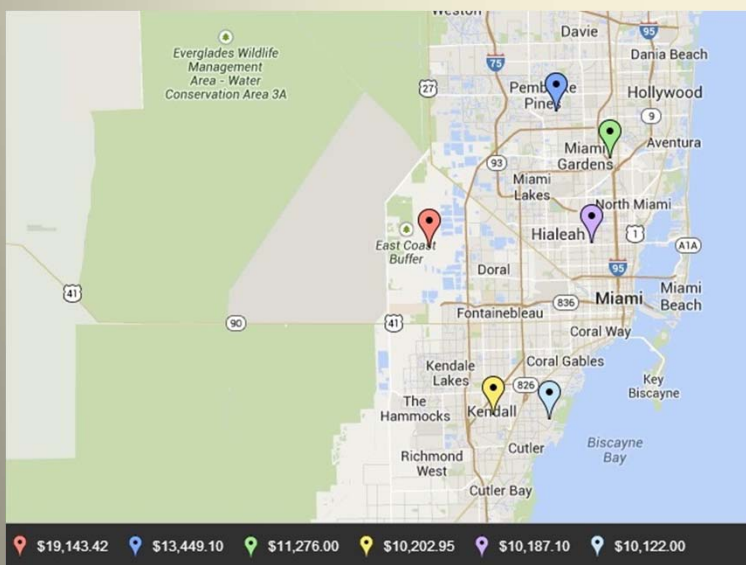 Weston
Davie
95
Dania Beach
Everglades Wildlife
Management
Area - Water
Conservation Area 3A
75
27
Pembroke
Pines
Hollywood
9
Miami
Gardens
Aventura
93
Miami
Lakes
North Miami
East Coast
Buffer
Hialeah
1
A1A
Doral
95
41
836
Miami
Miami
Beach
Fontainebleau
90
41
Coral Way
Kendale
Lakes
Coral Gables
826
Key
Biscayne
The
Hammocks
Kendall
Cutler
Biscayne
Bay
Richmond
West
Cutler Bay
$19,143.42 $13,449.10 $11,276.00 $10,202.95 $10,187.10 $10,122.00